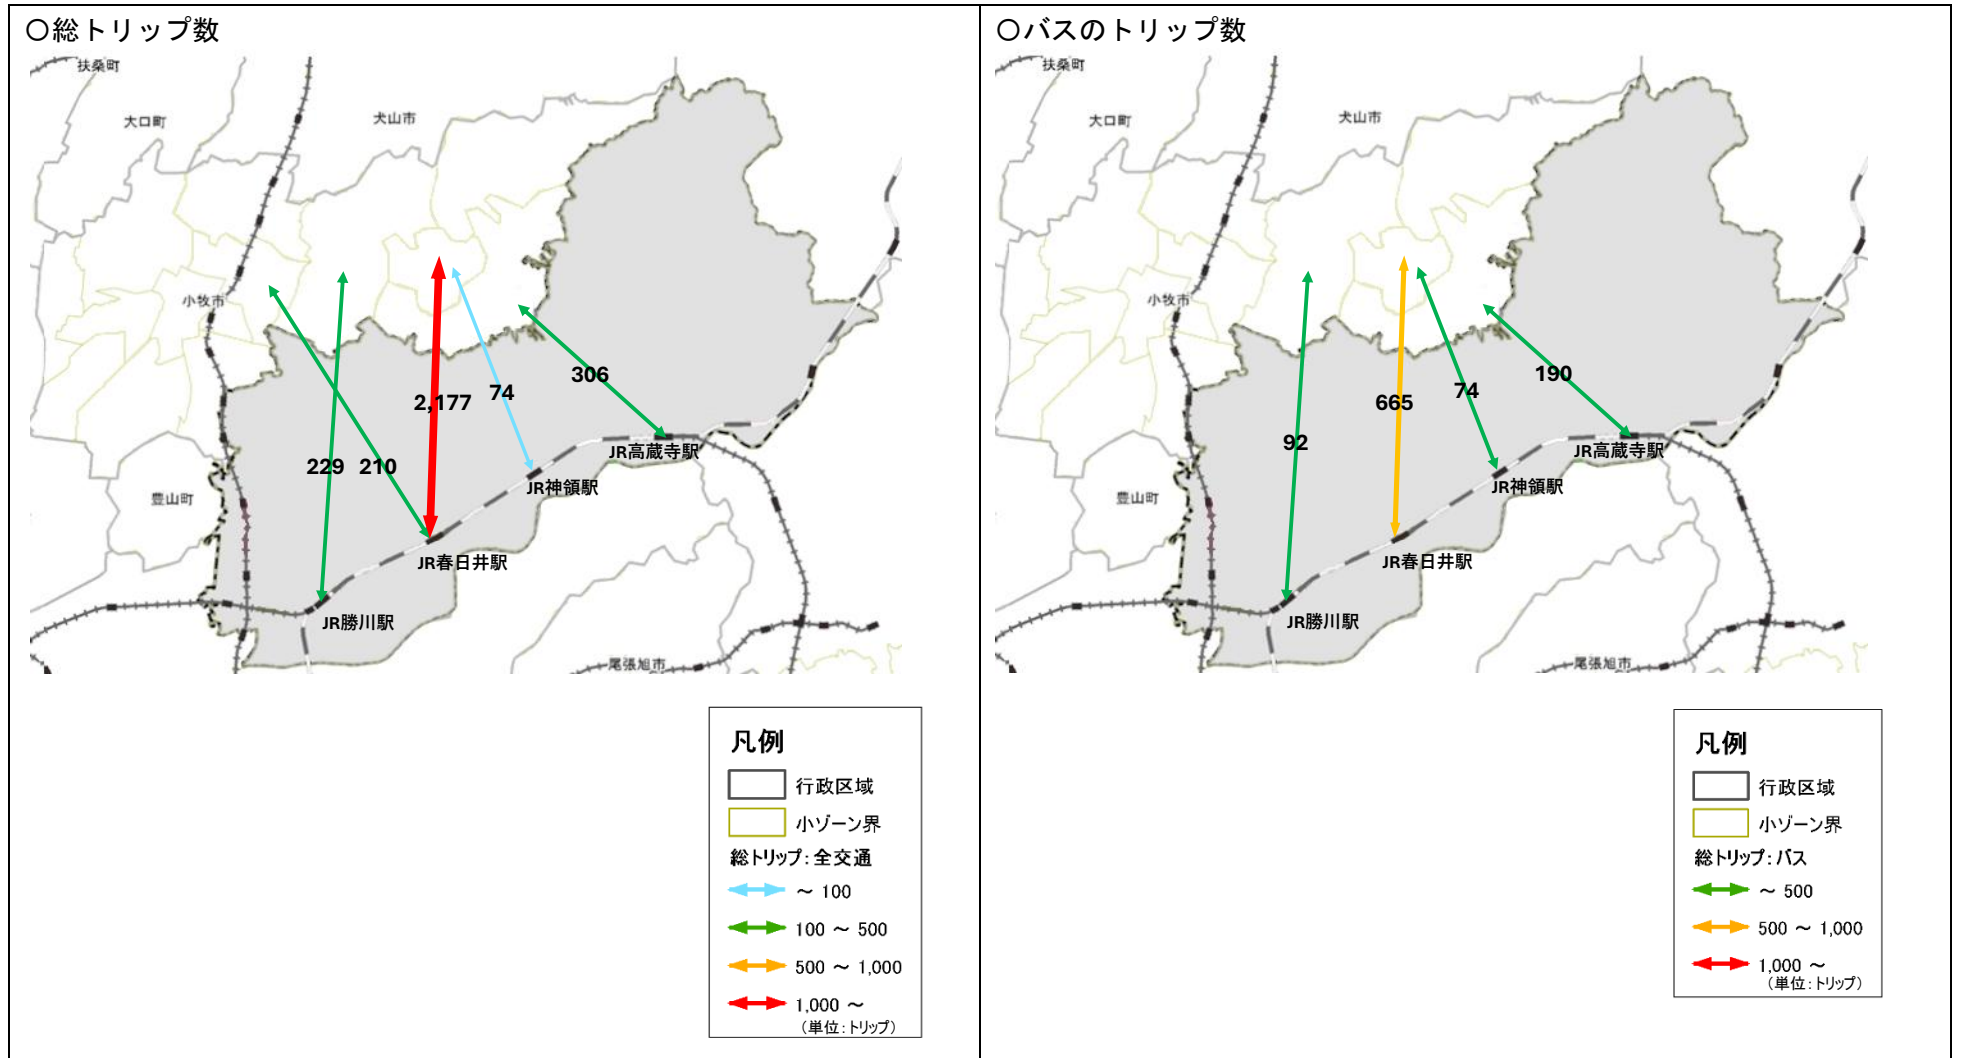 〇総トリップ数
扶桑町
大口町
犬山市
小牧市
306
2,177
74
229
210
JR高蔵寺駅
JR神領駅
豊山町
JR春日井駅
JR勝川駅
尾張旭市
凡例
行政区域
小ゾーン界
総トリップ：全交通
～ 100
100 ～ 500
500 ～ 1,000
1,000 ～
（単位：トリップ）
〇バスのトリップ数
扶桑町
大口町
犬山市
小牧市
190
665
74
92
JR高蔵寺駅
JR神領駅
豊山町
JR春日井駅
JR勝川駅
尾張旭市
凡例
行政区域
小ゾーン界
総トリップ：バス
～ 500
500 ～ 1,000
1,000 ～
（単位：トリップ）